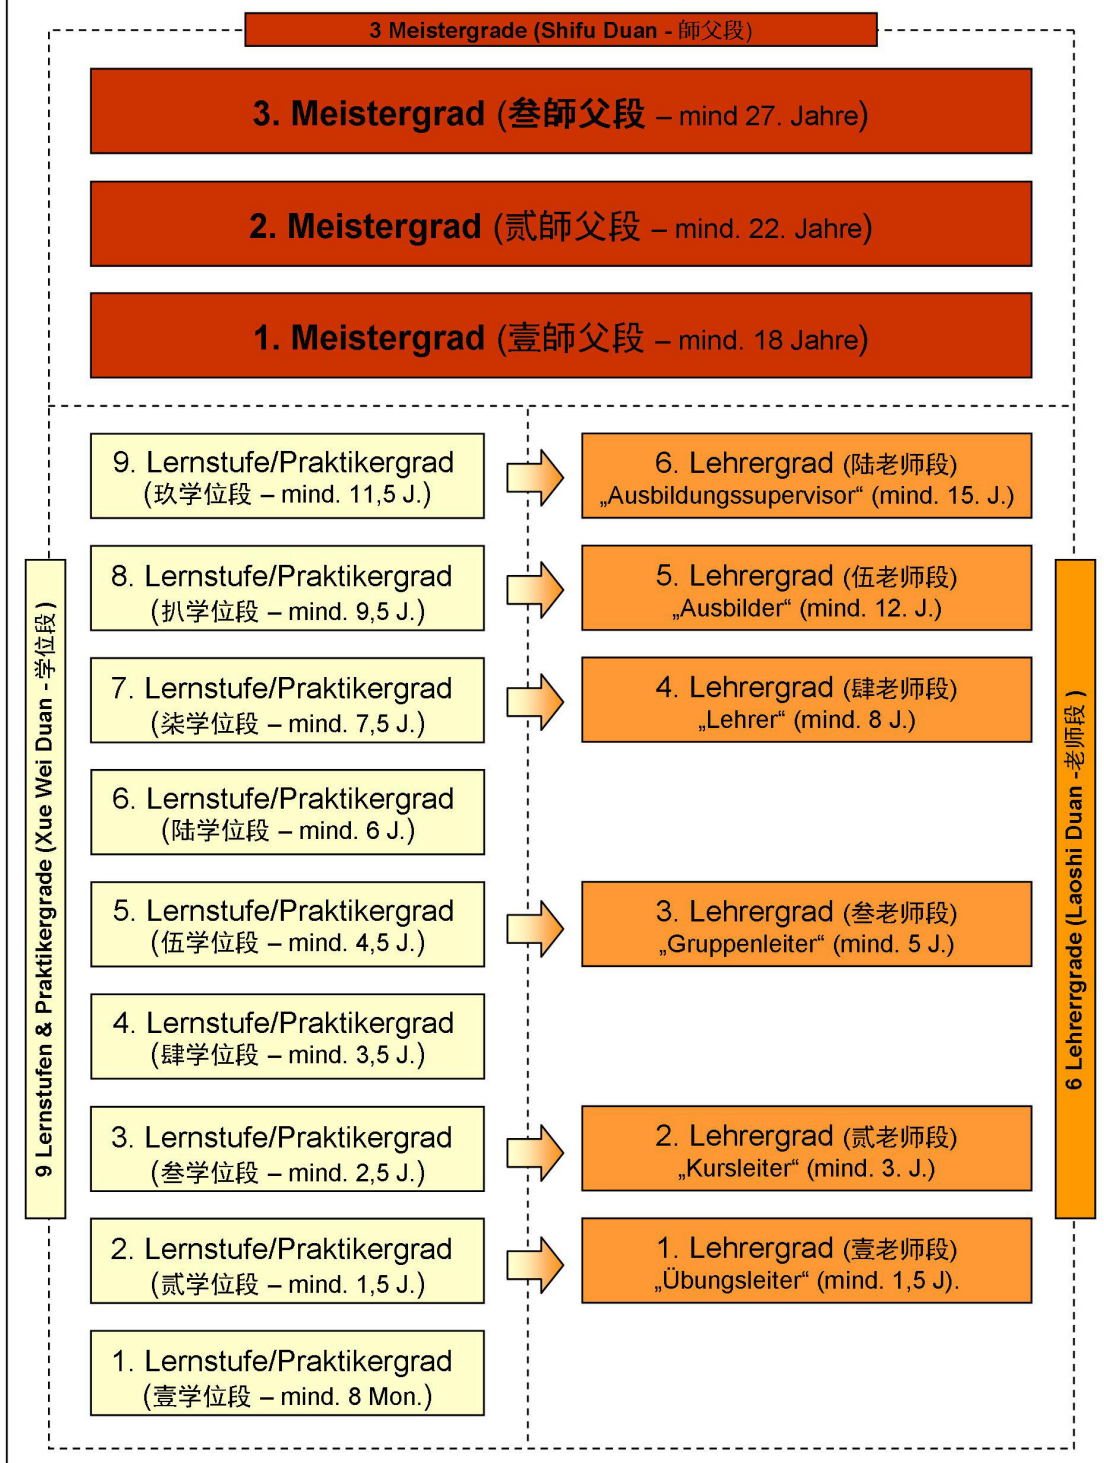 3 Meistergrade (Shifu Duan - 師父段)
3. Meistergrad (叁師父段 – mind 27. Jahre)
2. Meistergrad (贰師父段 – mind. 22. Jahre)
1. Meistergrad (壹師父段 – mind. 18 Jahre)
9 Lernstufen & Praktikergrade (Xue Wei Duan - 学位段 )
9. Lernstufe/Praktikergrad
(玖学位段 – mind. 11,5 J.)
8. Lernstufe/Praktikergrad
(扒学位段 – mind. 9,5 J.)
7. Lernstufe/Praktikergrad
(柒学位段 – mind. 7,5 J.)
6. Lernstufe/Praktikergrad
(陆学位段 – mind. 6 J.)
5. Lernstufe/Praktikergrad
(伍学位段 – mind. 4,5 J.)
4. Lernstufe/Praktikergrad
(肆学位段 – mind. 3,5 J.)
3. Lernstufe/Praktikergrad
(叁学位段 – mind. 2,5 J.)
2. Lernstufe/Praktikergrad
(贰学位段 – mind. 1,5 J.)
1. Lernstufe/Praktikergrad
(壹学位段 – mind. 8 Mon.)
6. Lehrergrad (陆老师段)
„Ausbildungssupervisor“ (mind. 15. J.)
5. Lehrergrad (伍老师段)
„Ausbilder“ (mind. 12. J.)
4. Lehrergrad (肆老师段)
„Lehrer“ (mind. 8 J.)
3. Lehrergrad (叁老师段)
„Gruppenleiter“ (mind. 5 J.)
2. Lehrergrad (贰老师段)
„Kursleiter“ (mind. 3. J.)
1. Lehrergrad (壹老师段)
„Übungsleiter“ (mind. 1,5 J).
6 Lehrerrgrade (Laoshi Duan -老师段 )